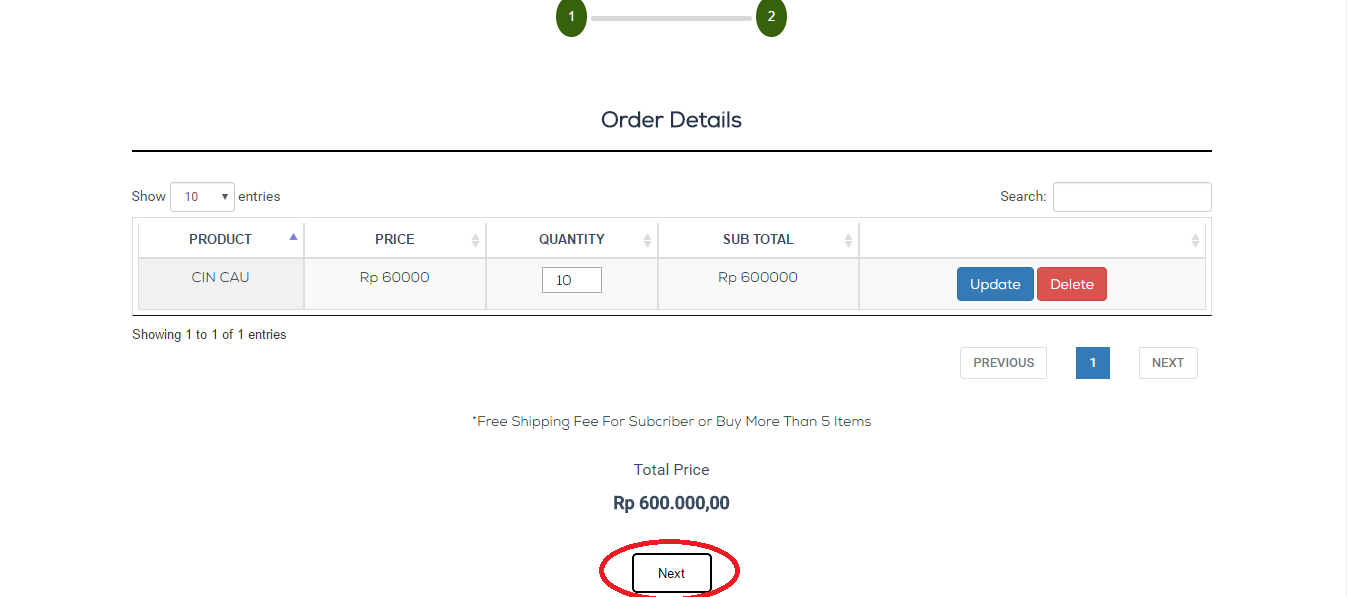 1 2
Order Details
Show 10 entries Search:
PRODUCT PRICE QUANTITY SUB TOTAL
CIN CAU Rp 60000 10 Rp 600000 Update Delete
Showing 1 to 1 of 1 entries
PREVIOUS 1 NEXT
*Free Shipping Fee For Subcriber or Buy More Than 5 Items
Total Price
Rp 600.000,00
Next